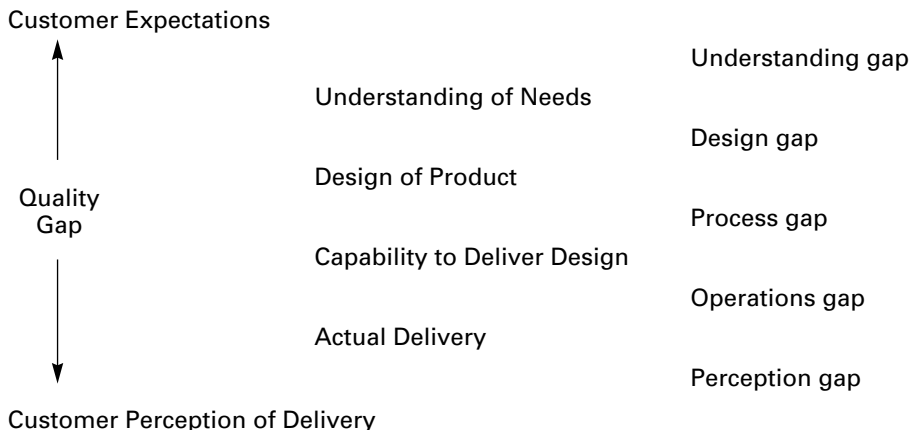 Customer Expectations
Understanding gap
Understanding of Needs
Design gap
Design of Product
Quality
Gap
Process gap
Capability to Deliver Design
Operations gap
Actual Delivery
Perception gap
Customer Perception of Delivery